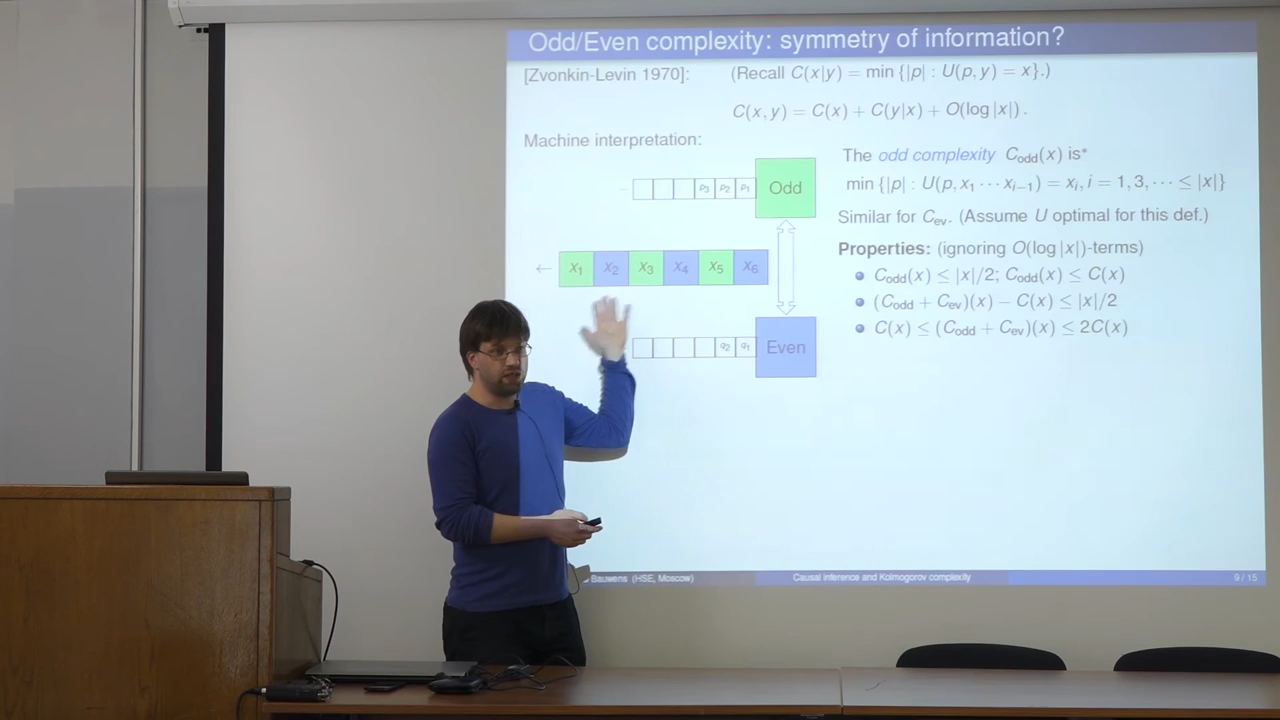 Odd/Even complexity: symmetry of information?
[Zvonkin-Levin 1970]: (Recall C(x|y) = min {|p| : U(p, y) = x}.)
C(x, y) = C(x) + C(y|x) + O(log |x|) .
Machine interpretation:
p₃ p₂ p₁ Odd
← x₁ x₂ x₃ x₄ x₅ x₆
q₂ q₁ Even
The odd complexity C_odd(x) is*
min {|p| : U(p, x₁ ⋯ x_{i−1}) = x_i, i = 1, 3, ⋯ ≤ |x|}
Similar for C_ev. (Assume U optimal for this def.)
Properties: (ignoring O(log |x|)-terms)
C_odd(x) ≤ |x|/2; C_odd(x) ≤ C(x)
(C_odd + C_ev)(x) − C(x) ≤ |x|/2
C(x) ≤ (C_odd + C_ev)(x) ≤ 2C(x)
Bauwens (HSE, Moscow) Causal inference and Kolmogorov complexity 9 / 15